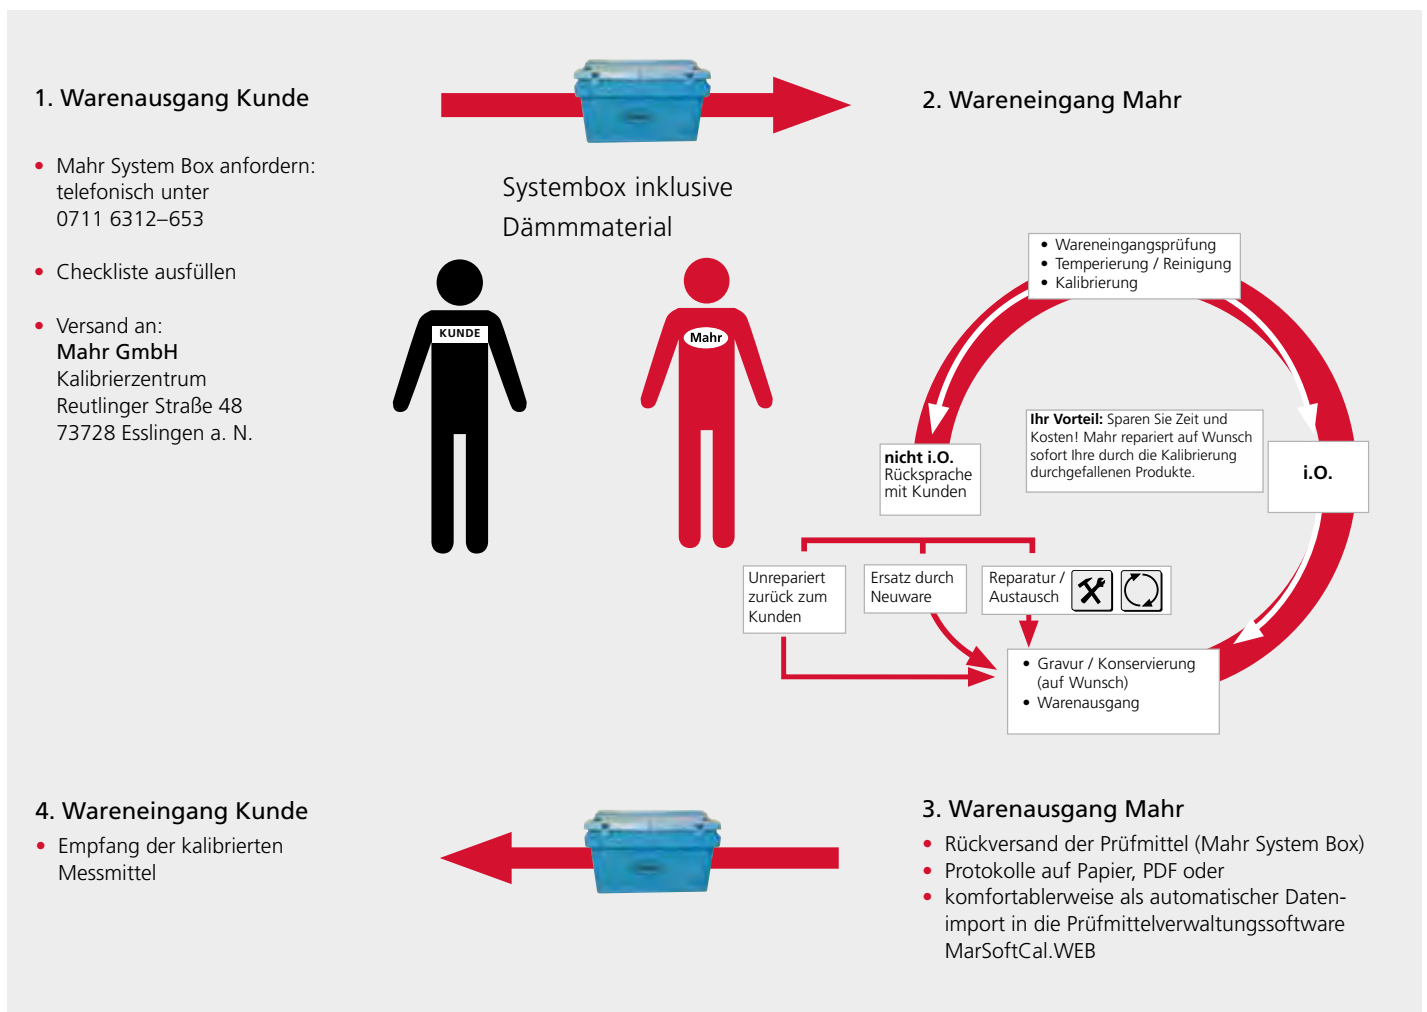 1. Warenausgang Kunde
• Mahr System Box anfordern:
telefonisch unter
0711 6312–653
• Checkliste ausfüllen
• Versand an:
Mahr GmbH
Kalibrierzentrum
Reutlinger Straße 48
73728 Esslingen a. N.
Systembox inklusive
Dämmmaterial
KUNDE
Mahr
2. Wareneingang Mahr
• Wareneingangsprüfung
• Temperierung / Reinigung
• Kalibrierung
Ihr Vorteil: Sparen Sie Zeit und
Kosten! Mahr repariert auf Wunsch
sofort Ihre durch die Kalibrierung
durchgefallenen Produkte.
nicht i.O.
Rücksprache
mit Kunden
i.O.
Unrepariert
zurück zum
Kunden
Ersatz durch
Neuware
Reparatur /
Austausch
• Gravur / Konservierung
(auf Wunsch)
• Warenausgang
3. Warenausgang Mahr
• Rückversand der Prüfmittel (Mahr System Box)
• Protokolle auf Papier, PDF oder
• komfortablerweise als automatischer Daten-
import in die Prüfmittelverwaltungssoftware
MarSoftCal.WEB
4. Wareneingang Kunde
• Empfang der kalibrierten
Messmittel